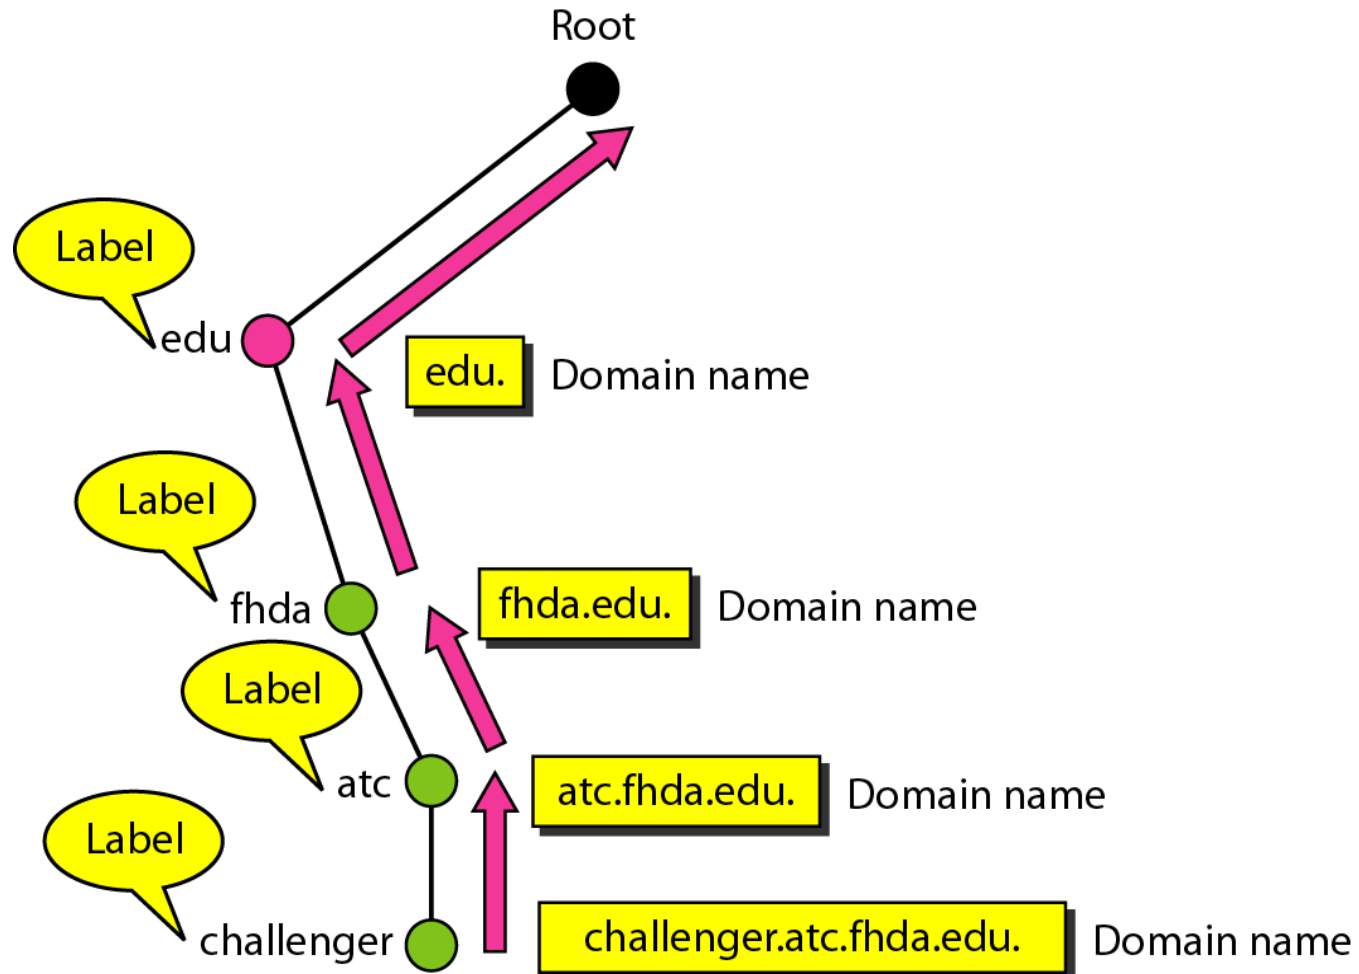 Root
Label
edu
edu.
Domain name
Label
fhda
fhda.edu.
Domain name
Label
atc
atc.fhda.edu.
Domain name
Label
challenger
challenger.atc.fhda.edu.
Domain name